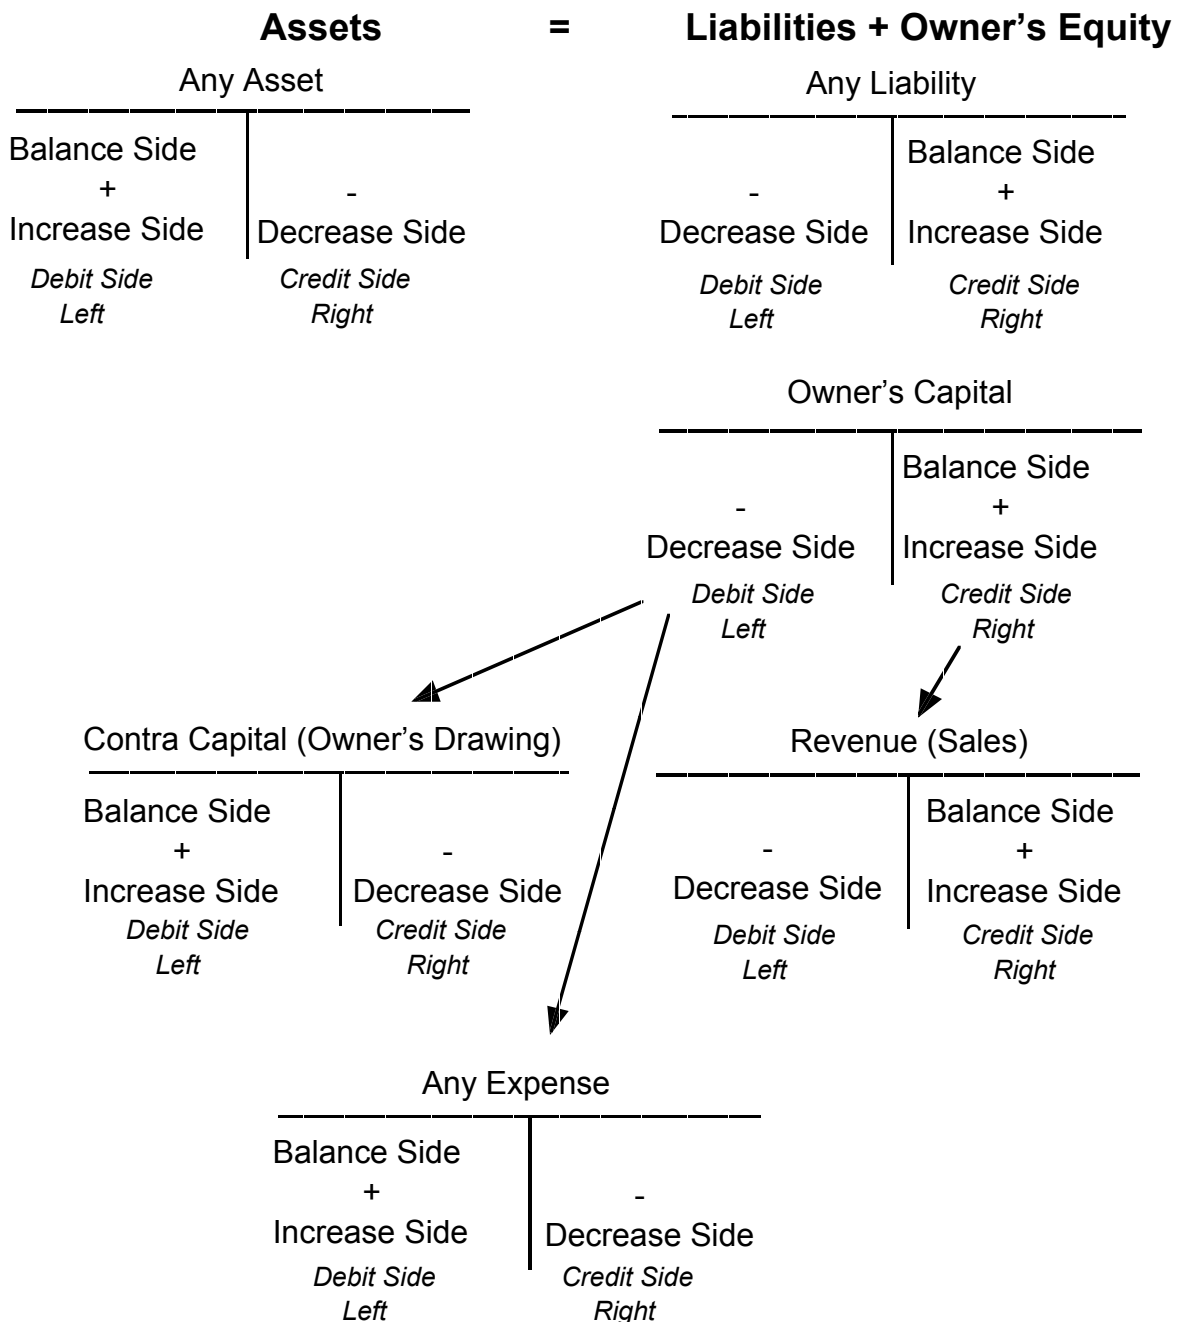 Assets = Liabilities + Owner's Equity
Any Asset
Balance Side
+
Increase Side
-
Decrease Side
Debit Side
Left
Credit Side
Right
Any Liability
-
Decrease Side
Balance Side
+
Increase Side
Debit Side
Left
Credit Side
Right
Owner's Capital
-
Decrease Side
Balance Side
+
Increase Side
Debit Side
Left
Credit Side
Right
Contra Capital (Owner's Drawing)
Balance Side
+
Increase Side
-
Decrease Side
Debit Side
Left
Credit Side
Right
Revenue (Sales)
-
Decrease Side
Balance Side
+
Increase Side
Debit Side
Left
Credit Side
Right
Any Expense
Balance Side
+
Increase Side
-
Decrease Side
Debit Side
Left
Credit Side
Right